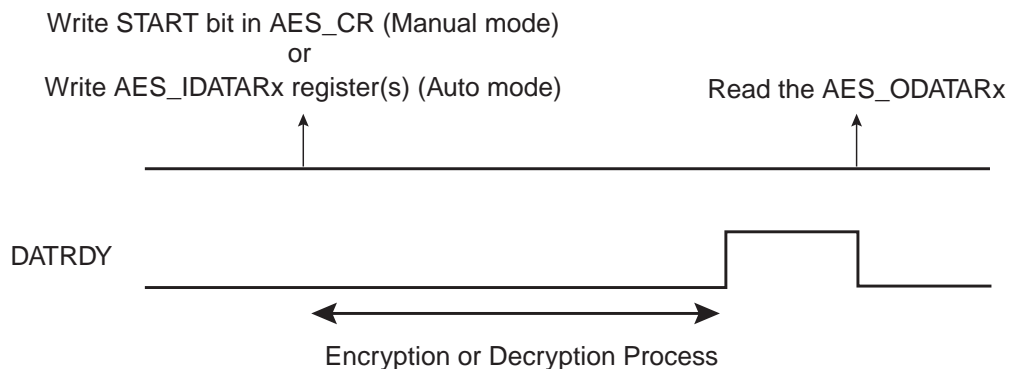 Write START bit in AES_CR (Manual mode)
or
Write AES_IDATARx register(s) (Auto mode)
Read the AES_ODATARx
DATRDY
Encryption or Decryption Process